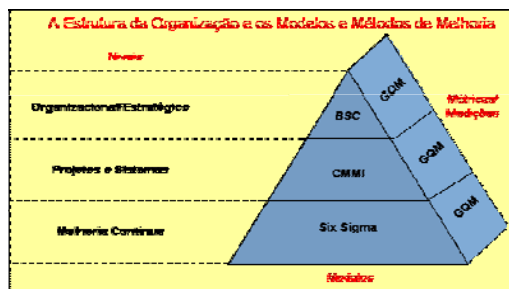 A Estrutura da Organização e os Modelos e Métodos de Melhoria
Níveis
Organizacional/Estratégico
BSC
GQM
Métricas/
Medições
Projetos e Sistemas
CMMI
GQM
Melhoria Contínua
Six Sigma
GQM
Modelos